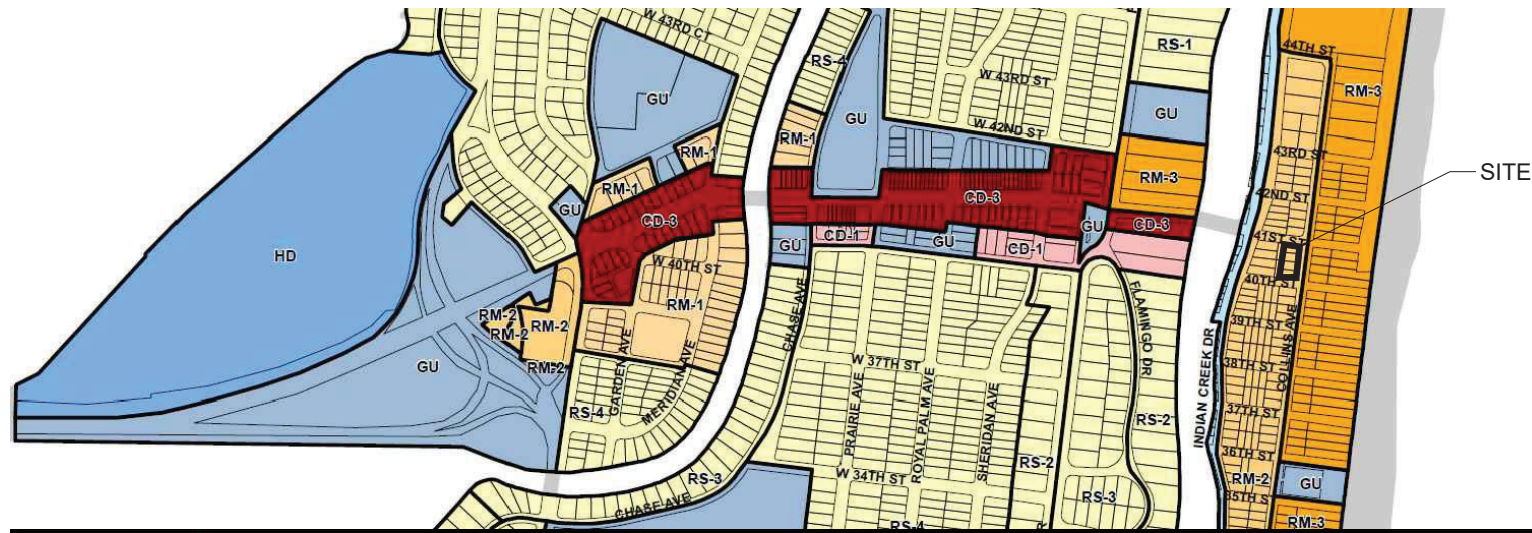 W 43RD CT
44TH ST
RS-1
RS-4
W 43RD ST
RM-3
GU
GU
GU
W 42ND ST
RM-1
43RD ST
RM-1
SITE
RM-3
RM-1
42ND ST
CD-3
GU
CD-3
GU
CD-3
41ST ST
GU
CD-1
GU
CD-1
HD
W 40TH ST
40TH ST
RM-1
FLAMINGO DR
RM-2
RM-2
RM-2
39TH ST
CHASE AVE
INDIAN CREEK DR
COLLINS AVE
GU
RM-2
W 37TH ST
38TH ST
GARDEN AVE
MERIDIAN AVE
RS-4
PRAIRIE AVE
ROYAL PALM AVE
SHERIDAN AVE
RS-2
37TH ST
36TH ST
RS-2
RS-3
W 34TH ST
RM-2
GU
RS-3
35TH S
CHASE AVE
RS-4
R
RM-3